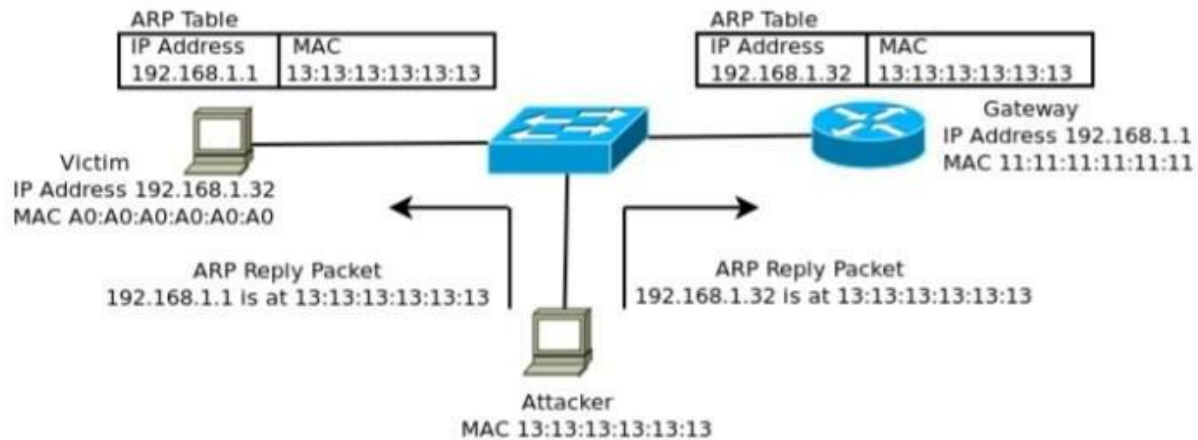 ARP Table
IP Address MAC
192.168.1.1 13:13:13:13:13:13
ARP Table
IP Address MAC
192.168.1.32 13:13:13:13:13:13
Victim
IP Address 192.168.1.32
MAC A0:A0:A0:A0:A0:A0
Gateway
IP Address 192.168.1.1
MAC 11:11:11:11:11:11
ARP Reply Packet
192.168.1.1 is at 13:13:13:13:13:13
ARP Reply Packet
192.168.1.32 is at 13:13:13:13:13:13
Attacker
MAC 13:13:13:13:13:13